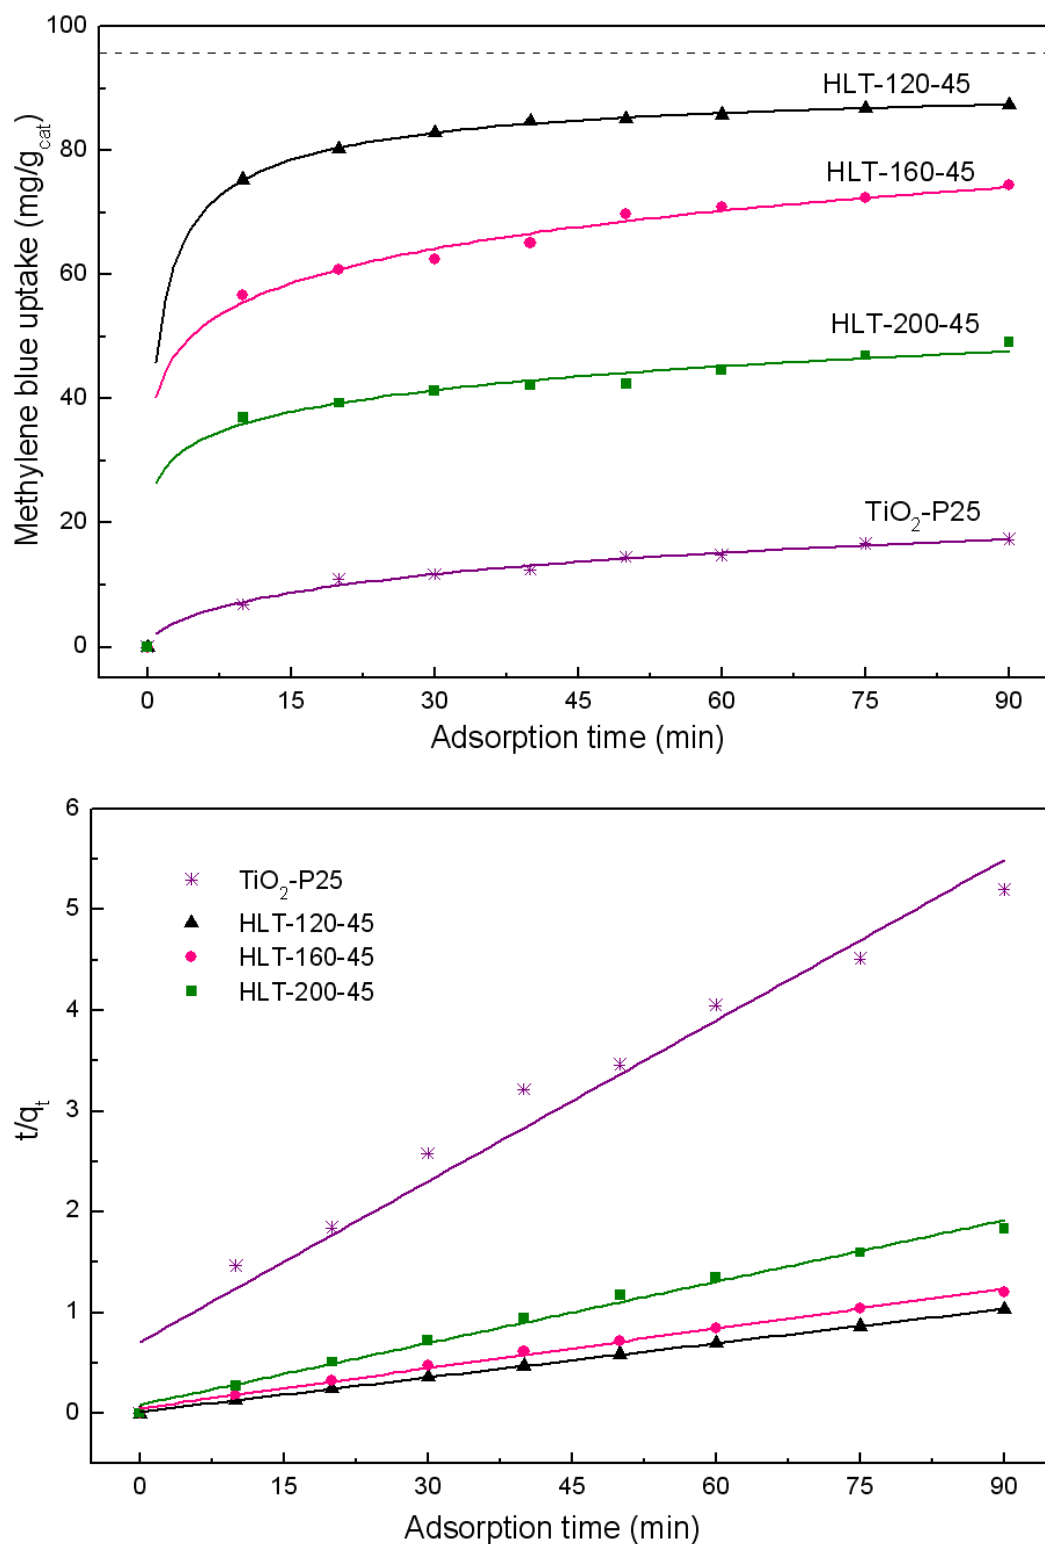 100
80
60
40
20
0
Methylene blue uptake (mg/g_cat)
HLT-120-45
HLT-160-45
HLT-200-45
TiO₂-P25
0 15 30 45 60 75 90
Adsorption time (min)
6
5
4
3
2
1
0
t/qₜ
TiO₂-P25
HLT-120-45
HLT-160-45
HLT-200-45
0 15 30 45 60 75 90
Adsorption time (min)